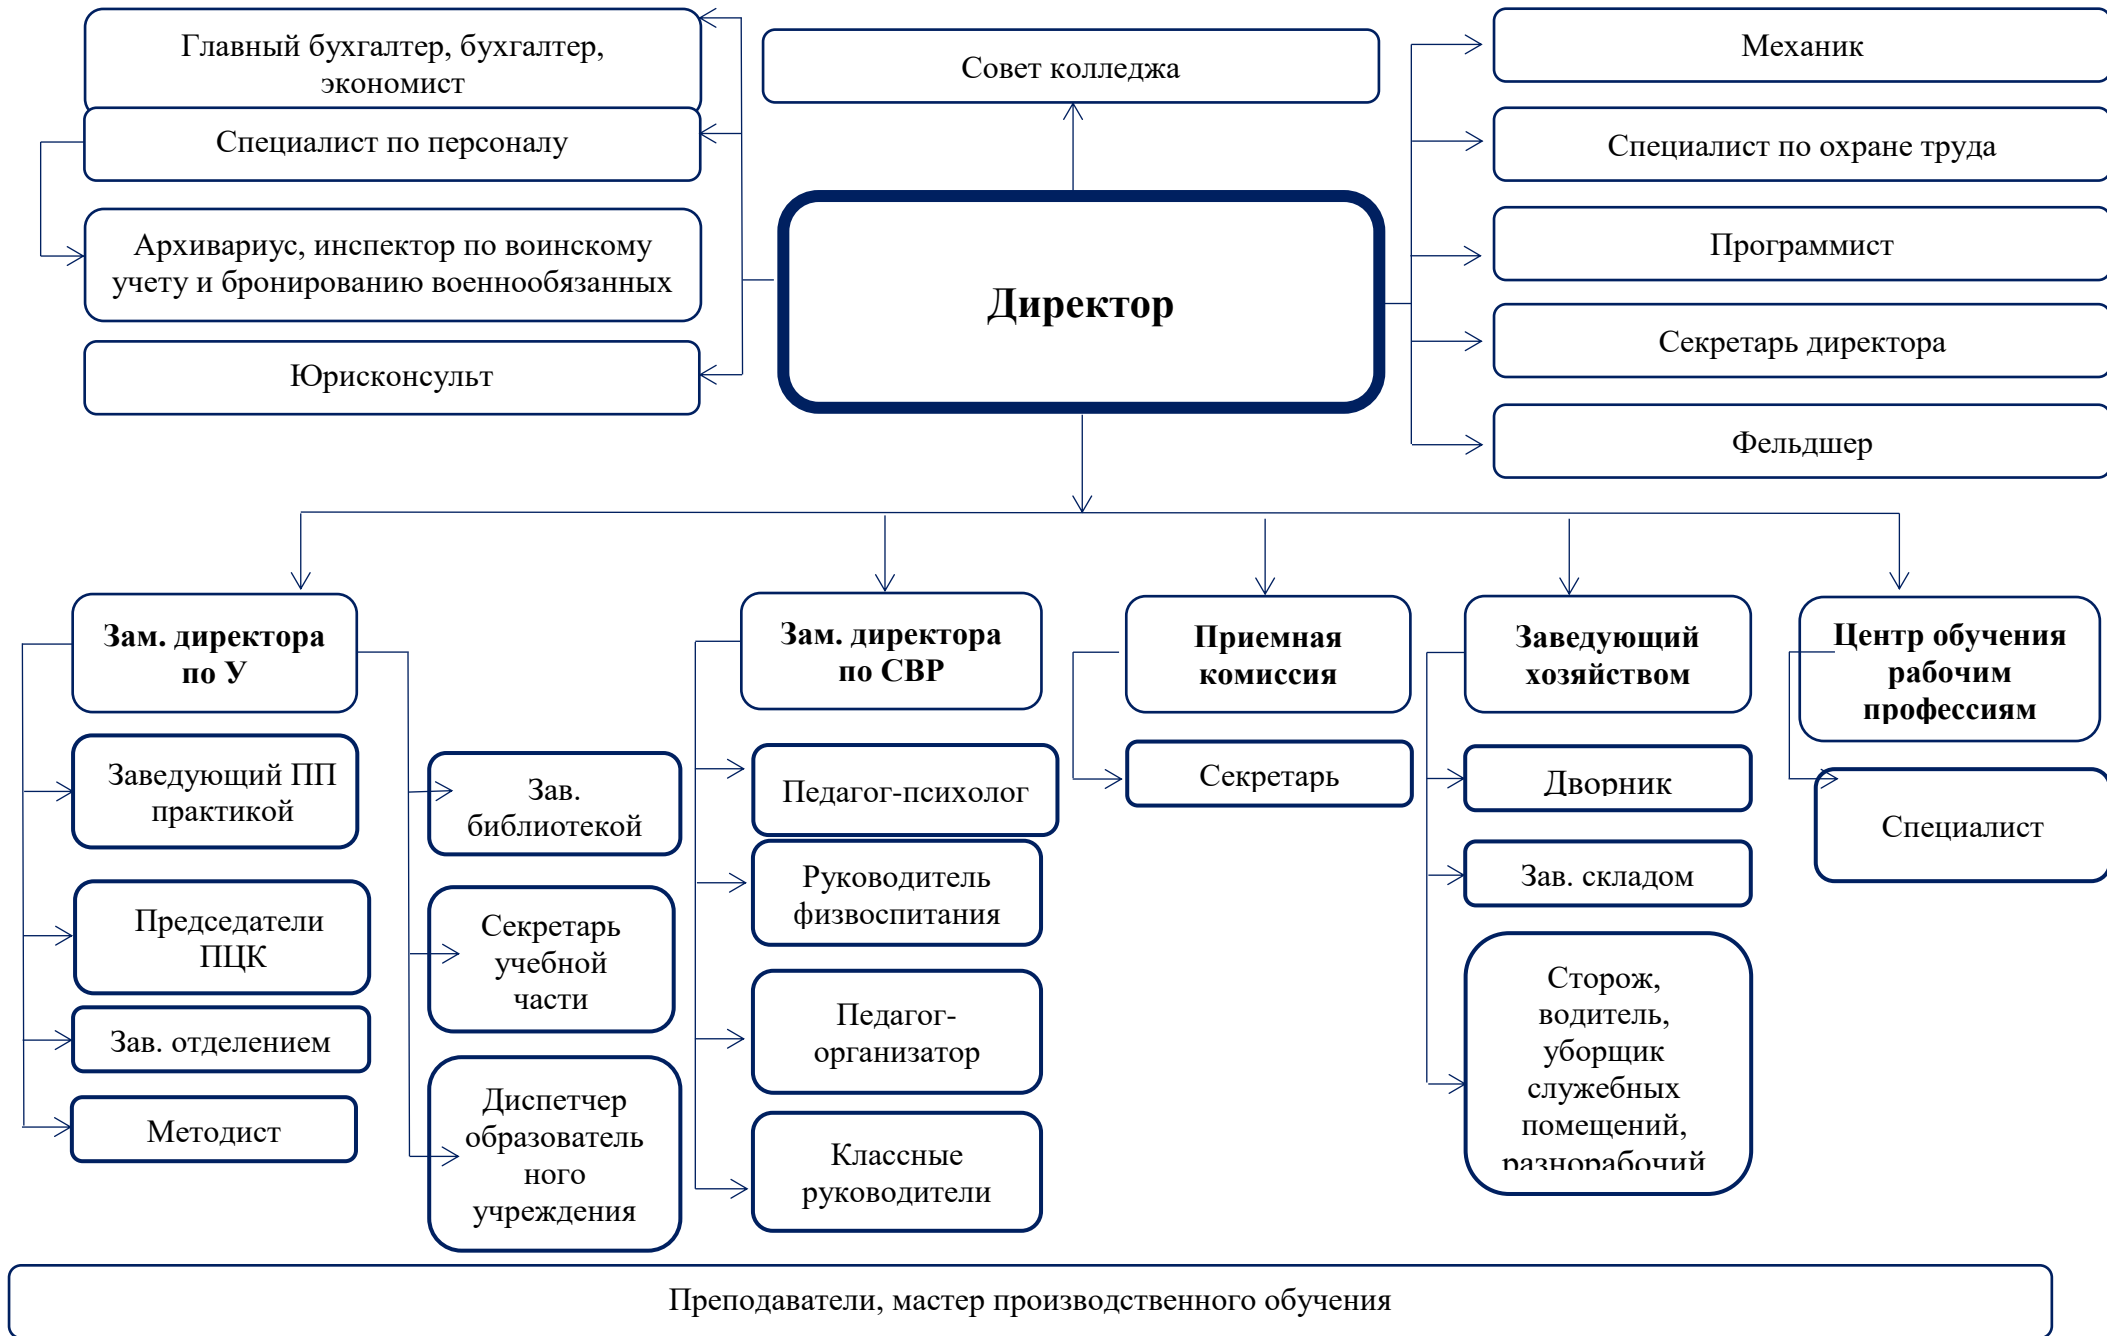 Главный бухгалтер, бухгалтер,
экономист
Специалист по персоналу
Архивариус, инспектор по воинскому
учету и бронированию военнообязанных
Юрисконсульт
Совет колледжа
Директор
Механик
Специалист по охране труда
Программист
Секретарь директора
Фельдшер
Зам. директора
по У
Заведующий ПП
практикой
Председатели
ПЦК
Зав. отделением
Методист
Зав.
библиотекой
Секретарь
учебной
части
Диспетчер
образователь
ного
учреждения
Зам. директора
по СВР
Педагог-психолог
Руководитель
физвоспитания
Педагог-
организатор
Классные
руководители
Приемная
комиссия
Секретарь
Заведующий
хозяйством
Дворник
Зав. складом
Сторож,
водитель,
уборщик
служебных
помещений,
разнорабочий
Центр обучения
рабочим
профессиям
Специалист
Преподаватели, мастер производственного обучения